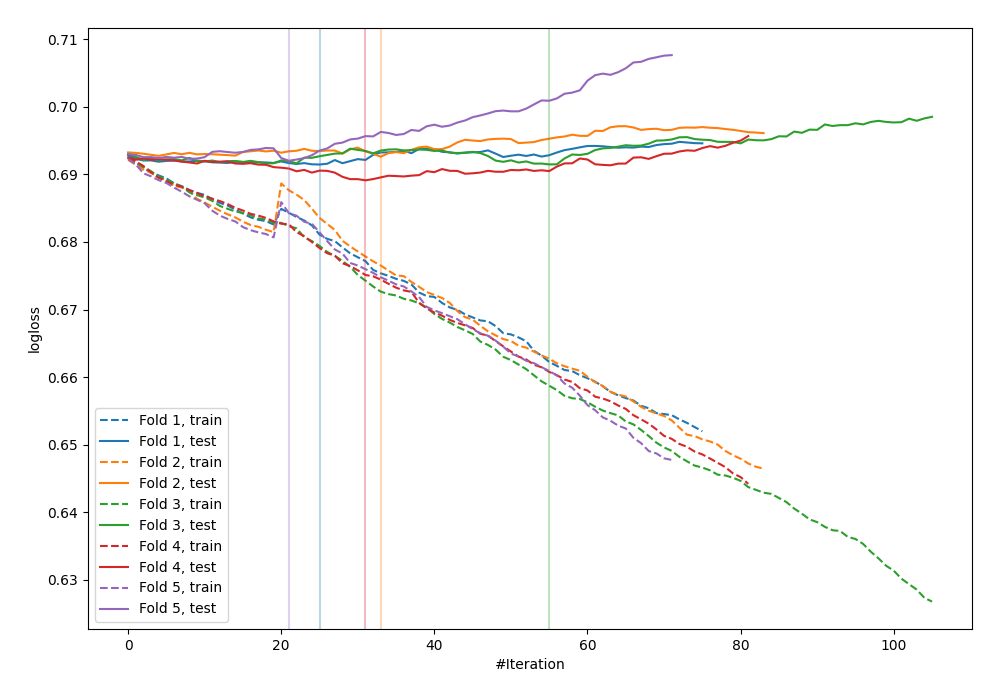 0.71
0.70
0.69
0.68
0.67
0.66
0.65
0.64
0.63
logloss
Fold 1, train
Fold 1, test
Fold 2, train
Fold 2, test
Fold 3, train
Fold 3, test
Fold 4, train
Fold 4, test
Fold 5, train
Fold 5, test
0 20 40 60 80 100
#Iteration